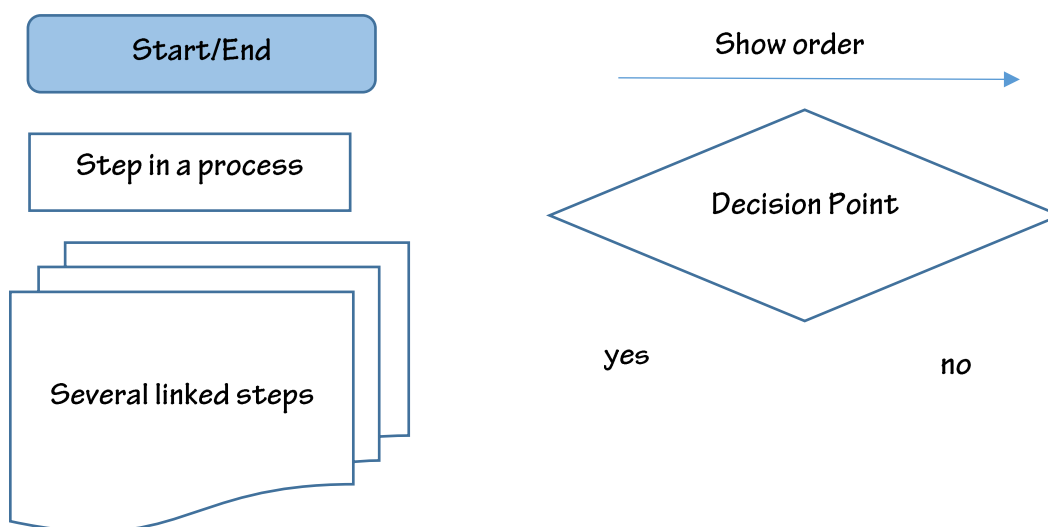 Start/End
Step in a process
Several linked steps
Show order
Decision Point
yes
no